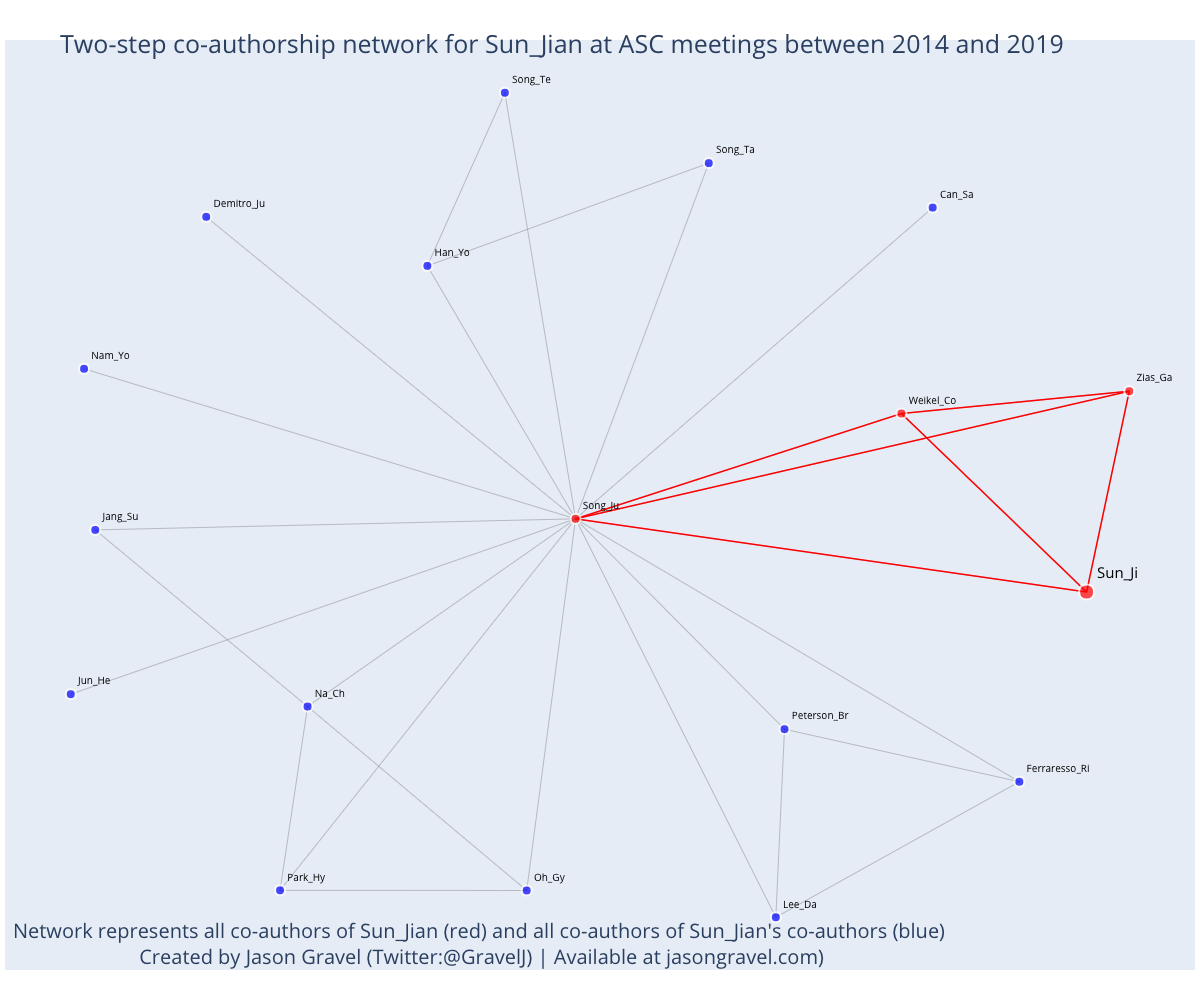 Two-step co-authorship network for Sun_Jian at ASC meetings between 2014 and 2019
Song_Te
Song_Ta
Can_Sa
Demitro_Ju
Han_Yo
Nam_Yo
Zias_Ga
Weikel_Co
Song_Ju
Jang_Su
Sun_Ji
Jun_He
Na_Ch
Peterson_Br
Ferraresso_Ri
Park_Hy
Oh_Gy
Lee_Da
Network represents all co-authors of Sun_Jian (red) and all co-authors of Sun_Jian's co-authors (blue)
Created by Jason Gravel (Twitter:@GravelJ) | Available at jasongravel.com)